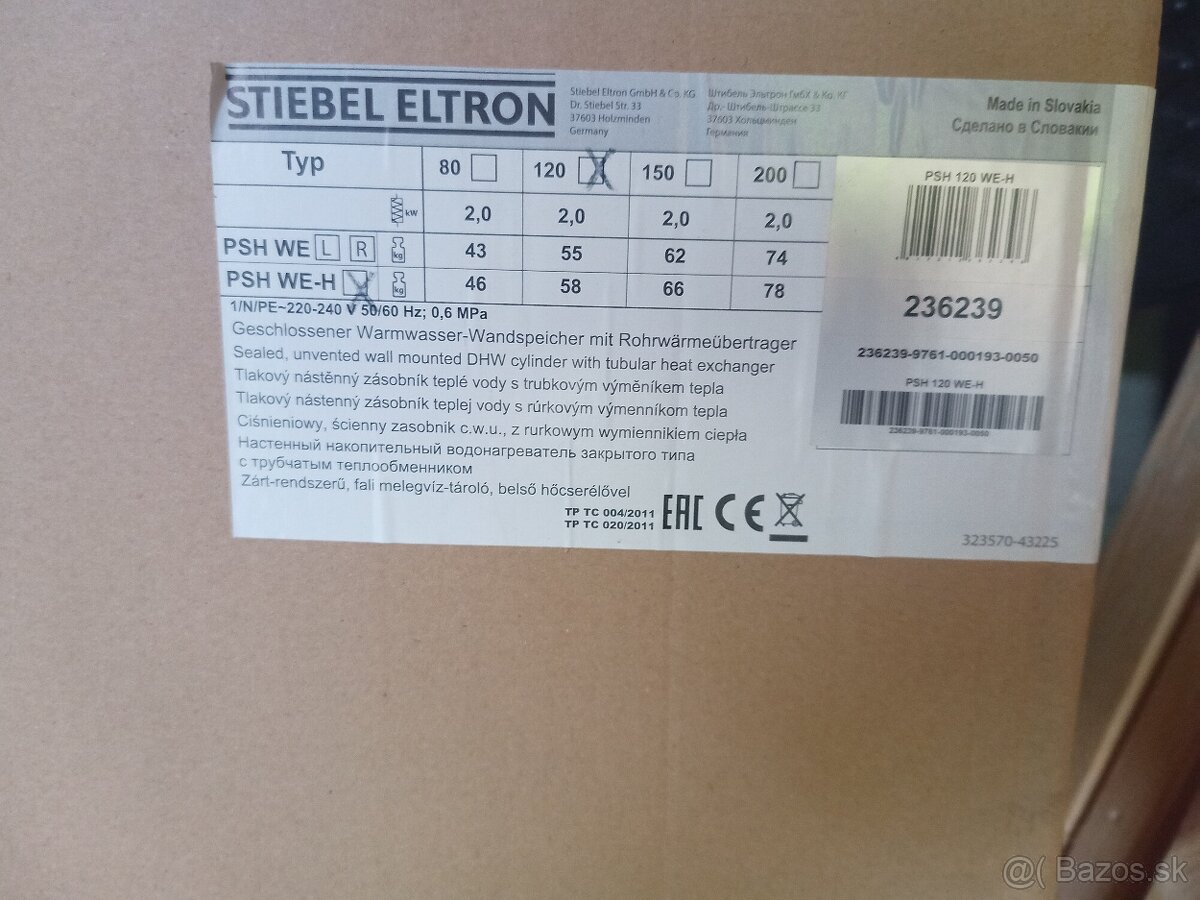 STIEBEL ELTRON
Stiebel Eltron GmbH & Co. KG
Dr. Stiebel Str. 33
37603 Holzminden
Germany
Штибель Эльтрон ГмбХ & Ко. КГ
Др.- Штибель-Штрассе 33
37603 Хольцминден
Германия
Made in Slovakia
Сделано в Словакии
Typ 80 120 150 200
kW 2,0 2,0 2,0 2,0
PSH WE L R kg 43 55 62 74
PSH WE-H kg 46 58 66 78
1/N/PE~220-240 V 50/60 Hz; 0,6 MPa
Geschlossener Warmwasser-Wandspeicher mit Rohrwärmeübertrager
Sealed, unvented wall mounted DHW cylinder with tubular heat exchanger
Tlakový nástěnný zásobník teplé vody s trubkovým výměníkem tepla
Tlakový nástenný zásobník teplej vody s rúrkovým výmenníkom tepla
Ciśnieniowy, ścienny zasobnik c.w.u., z rurkowym wymiennikiem ciepła
Настенный накопительный водонагреватель закрытого типа
с трубчатым теплообменником
Zárt-rendszerű, fali melegvíz-tároló, belső hőcserélővel
TP TC 004/2011
TP TC 020/2011
EAC CE
PSH 120 WE-H
236239
236239-9761-000193-0050
PSH 120 WE-H
236239-9761-000193-0050
323570-43225
@( Bazos.sk